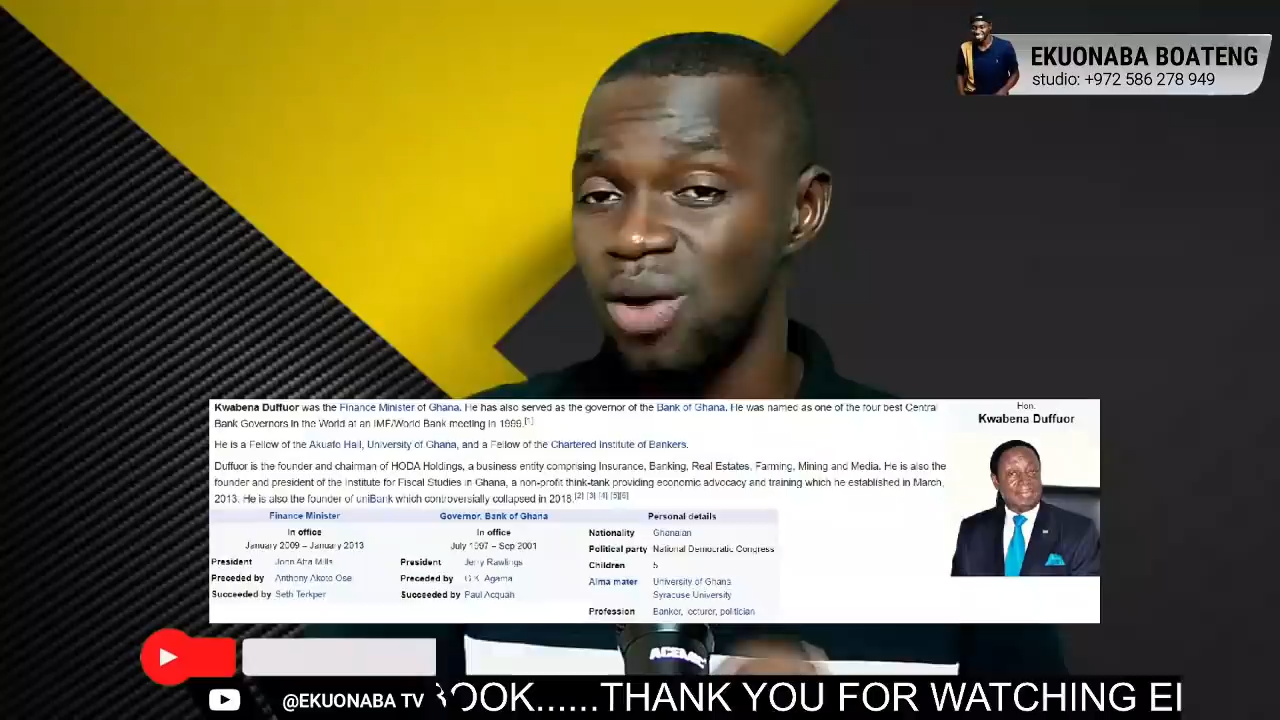 EKUONABA BOATENG
studio: +972 586 278 949
Kwabena Duffuor was the Finance Minister of Ghana. He has also served as the governor of the Bank of Ghana. He was named as one of the four best Central
Bank Governors in the World at an IMF/World Bank meeting in 1999.[1]
He is a Fellow of the Akuafo Hall, University of Ghana, and a Fellow of the Chartered Institute of Bankers.
Duffuor is the founder and chairman of HODA Holdings, a business entity comprising Insurance, Banking, Real Estates, Farming, Mining and Media. He is also the
founder and president of the Institute for Fiscal Studies in Ghana, a non-profit think-tank providing economic advocacy and training which he established in March,
2013. He is also the founder of uniBank which controversially collapsed in 2018.[2] [3] [4] [5][6]
Hon.
Kwabena Duffuor
Finance Minister
In office
January 2009 – January 2013
President John Atta Mills
Preceded by Anthony Akoto Osei
Succeeded by Seth Terkper
Governor, Bank of Ghana
In office
July 1997 – Sep 2001
President Jerry Rawlings
Preceded by G.K. Agama
Succeeded by Paul Acquah
Personal details
Nationality Ghanaian
Political party National Democratic Congress
Children 5
Alma mater University of Ghana
Syracuse University
Profession Banker, lecturer, politician
@EKUONABA TV
OOK......THANK YOU FOR WATCHING